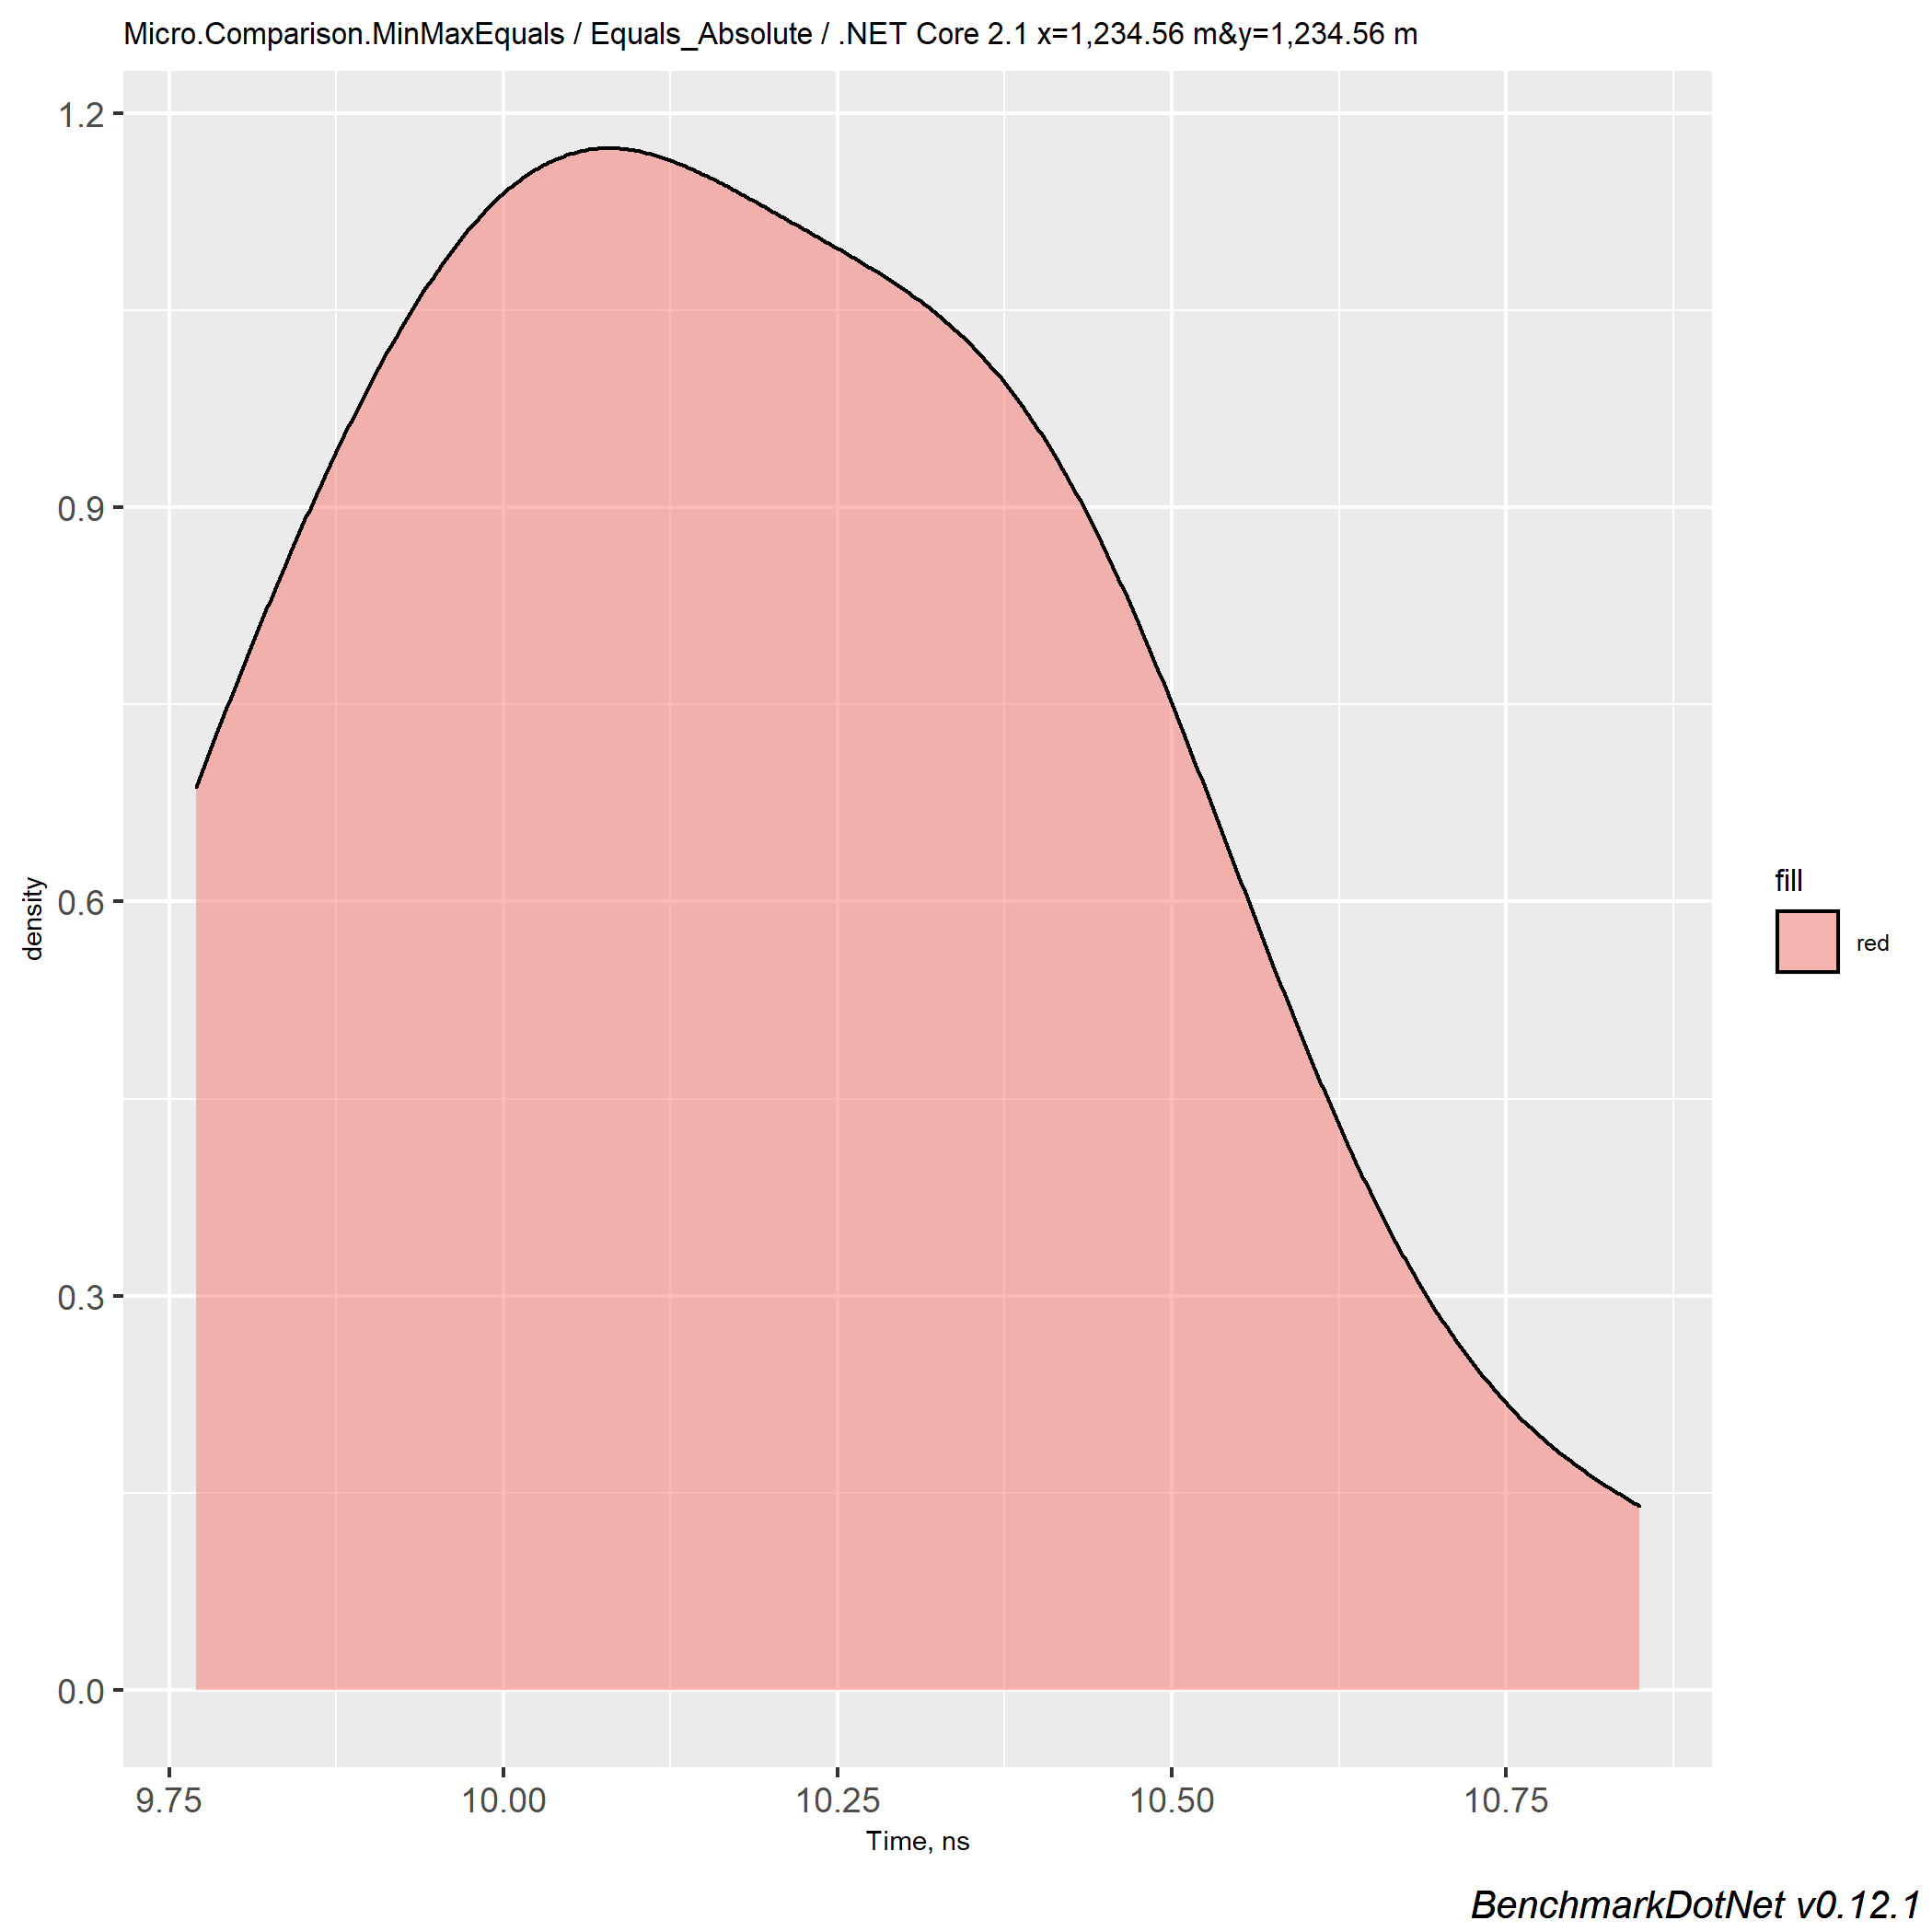 Micro.Comparison.MinMaxEquals / Equals_Absolute / .NET Core 2.1 x=1,234.56 m&y=1,234.56 m
1.2
0.9
0.6
0.3
0.0
density
9.75 10.00 10.25 10.50 10.75
Time, ns
fill
red
BenchmarkDotNet v0.12.1